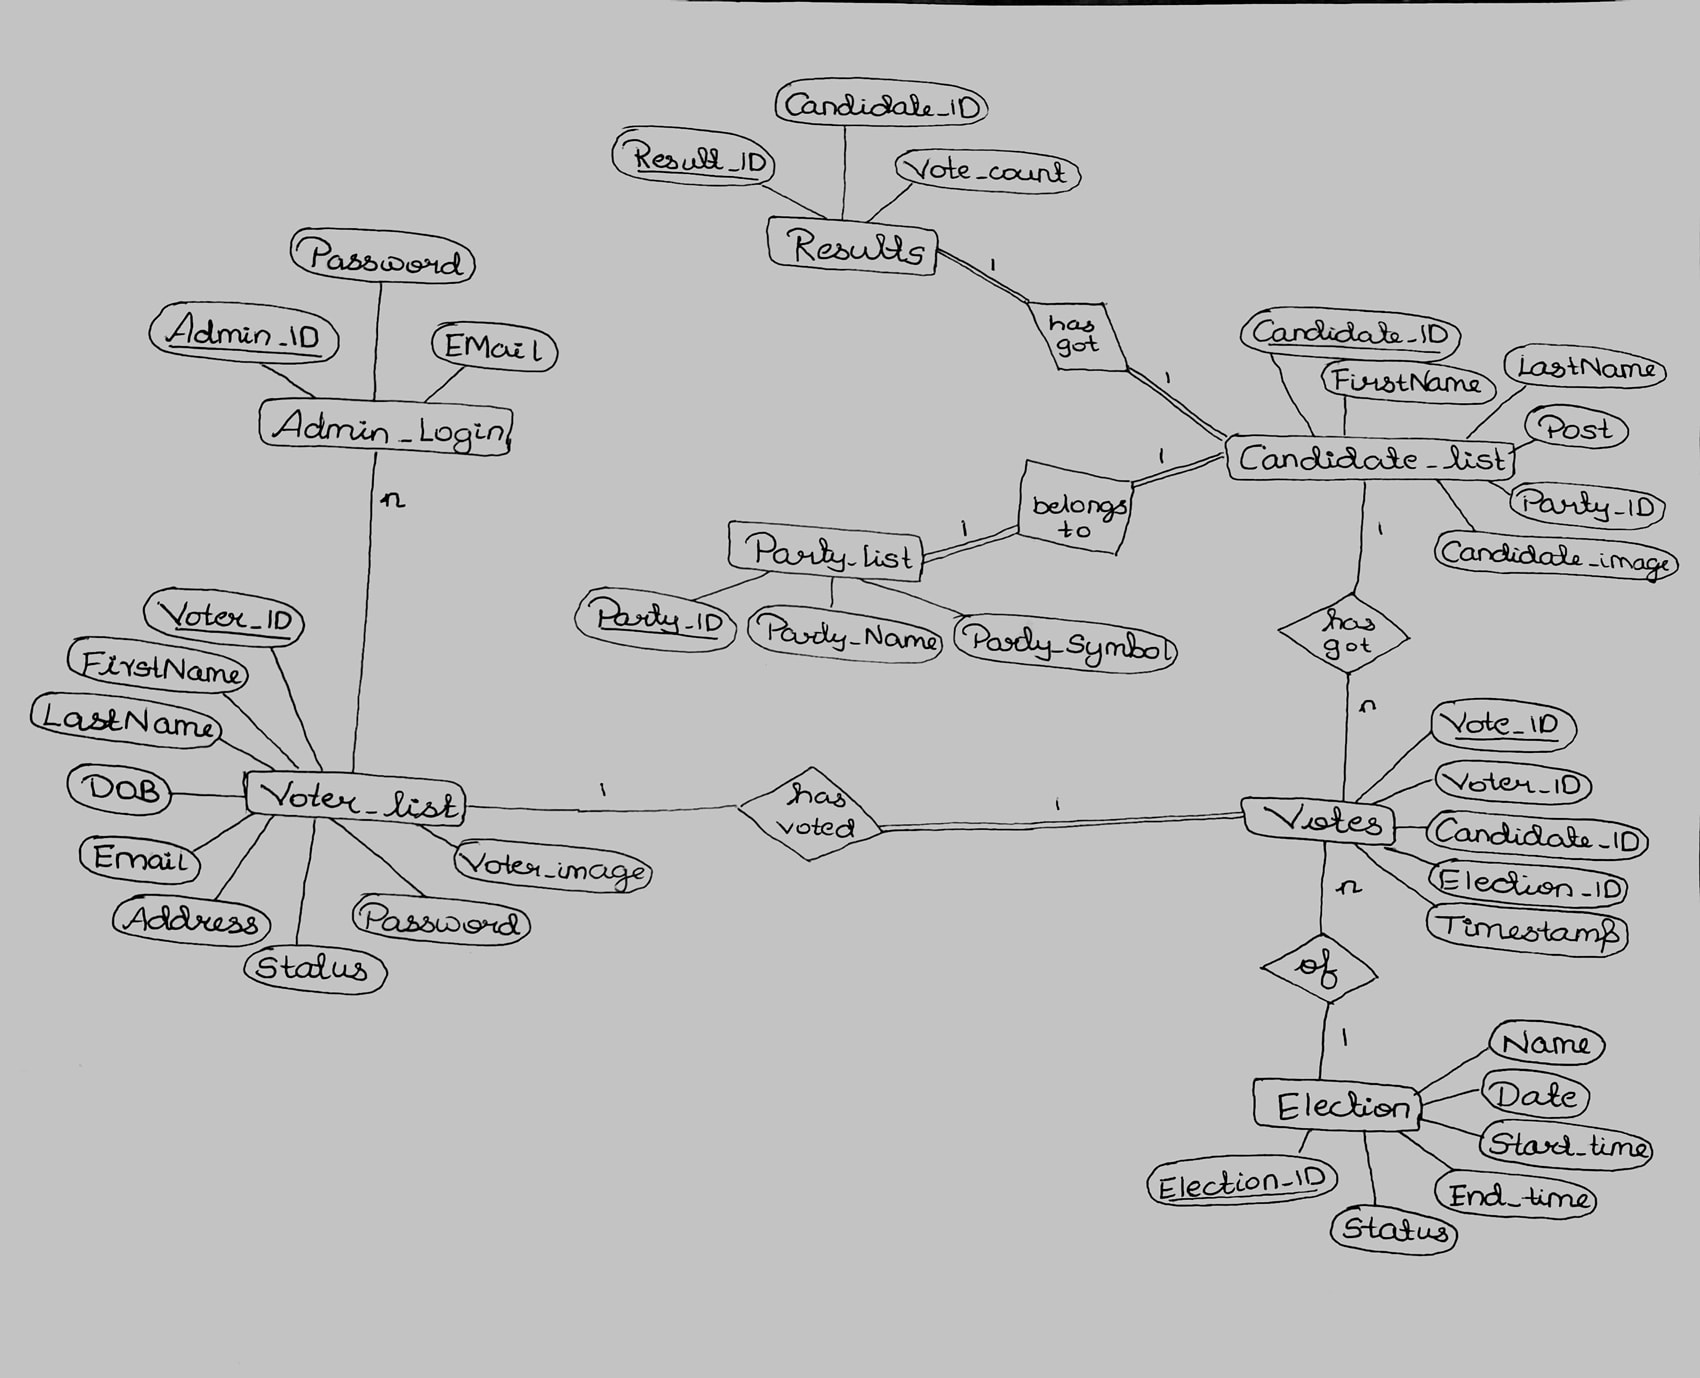 Candidate_ID
Result_ID
Vote_count
Results
1
has
got
1
Password
Admin_ID
EMail
Admin_Login
n
Candidate_ID
FirstName
LastName
Post
Candidate_list
Party_ID
Candidate_image
1
belongs
to
1
Party_list
Party_ID
Party_Name
Party_Symbol
1
has
got
n
Voter_ID
FirstName
LastName
DOB
Voter_list
Email
Address
Status
Password
Voter_image
1
has
voted
1
Votes
Vote_ID
Voter_ID
Candidate_ID
Election_ID
Timestamp
n
of
1
Election
Name
Date
Start_time
End_time
Status
Election_ID